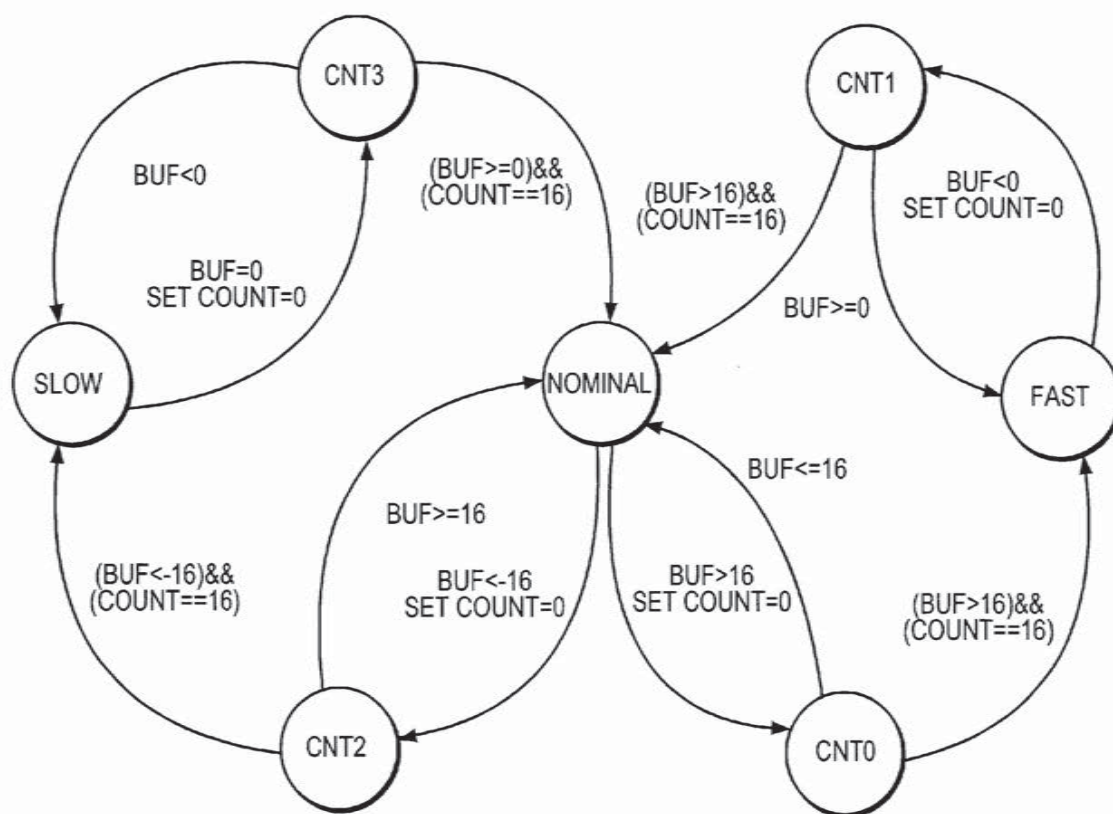 CNT3
CNT1
BUF<0
(BUF>=0)&&
(COUNT==16)
(BUF>16)&&
(COUNT==16)
BUF<0
SET COUNT=0
BUF=0
SET COUNT=0
BUF>=0
SLOW
NOMINAL
FAST
BUF<=16
BUF>=16
(BUF<-16)&&
(COUNT==16)
BUF<-16
SET COUNT=0
BUF>16
SET COUNT=0
(BUF>16)&&
(COUNT==16)
CNT2
CNT0